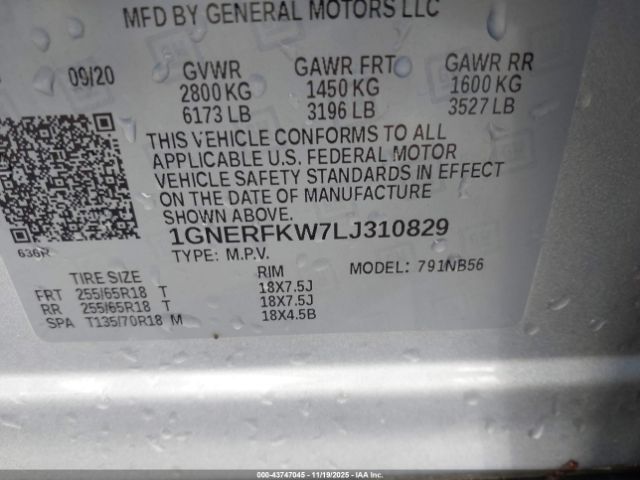 MFD BY GENERAL MOTORS LLC
09/20 GVWR GAWR FRT GAWR RR
2800 KG 1450 KG 1600 KG
6173 LB 3196 LB 3527 LB
THIS VEHICLE CONFORMS TO ALL
APPLICABLE U.S. FEDERAL MOTOR
VEHICLE SAFETY STANDARDS IN EFFECT
ON THE DATE OF MANUFACTURE
SHOWN ABOVE.
1GNERFKW7LJ310829
636R
TYPE: M.P.V. MODEL: 791NB56
TIRE SIZE RIM
FRT 255/65R18 T 18X7.5J
RR 255/65R18 T 18X7.5J
SPA T135/70R18 M 18X4.5B
000-43747045 - 11/19/2025 - IAA, Inc.